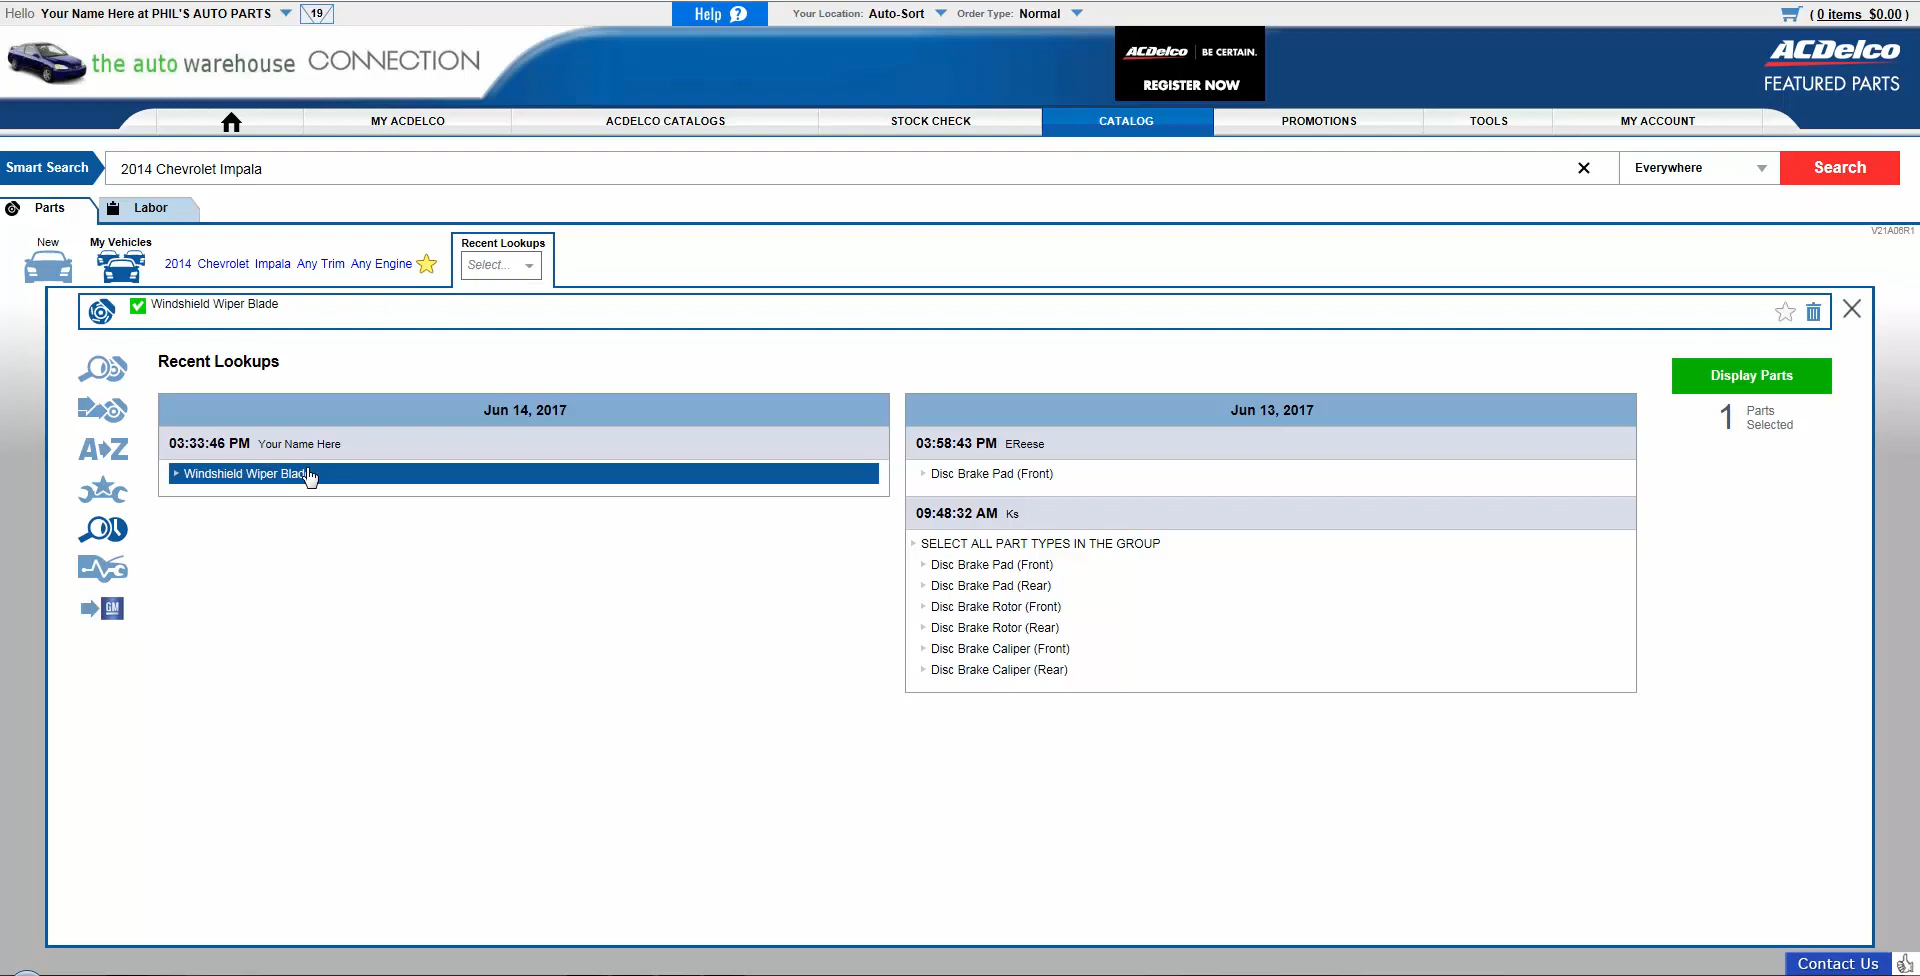 Hello Your Name Here at PHIL'S AUTO PARTS 19 Help ? Your Location: Auto-Sort Order Type: Normal ( 0 items $0.00 )
the auto warehouse CONNECTION
ACDelco BE CERTAIN.
REGISTER NOW
ACDelco
FEATURED PARTS
MY ACDELCO ACDELCO CATALOGS STOCK CHECK CATALOG PROMOTIONS TOOLS MY ACCOUNT
Smart Search 2014 Chevrolet Impala Everywhere Search
Parts Labor
V21A06R1
New My Vehicles 2014 Chevrolet Impala Any Trim Any Engine Recent Lookups
Select...
Windshield Wiper Blade
Recent Lookups
Display Parts
1 Parts Selected
Jun 14, 2017
03:33:46 PM Your Name Here
Windshield Wiper Blade
Jun 13, 2017
03:58:43 PM EReese
Disc Brake Pad (Front)
09:48:32 AM Ks
SELECT ALL PART TYPES IN THE GROUP
Disc Brake Pad (Front)
Disc Brake Pad (Rear)
Disc Brake Rotor (Front)
Disc Brake Rotor (Rear)
Disc Brake Caliper (Front)
Disc Brake Caliper (Rear)
A Z
GM
Contact Us